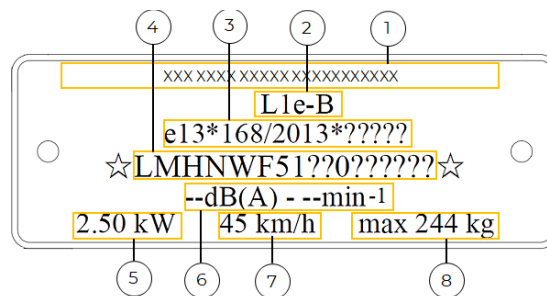 4 3 2 1
XXX XXXX XXXXX XXXXXXXXXXX
L1e-B
e13*168/2013*?????
☆LMHNWF51??0??????☆
--dB(A) - --min-1
2.50 kW 45 km/h max 244 kg
5 6 7 8